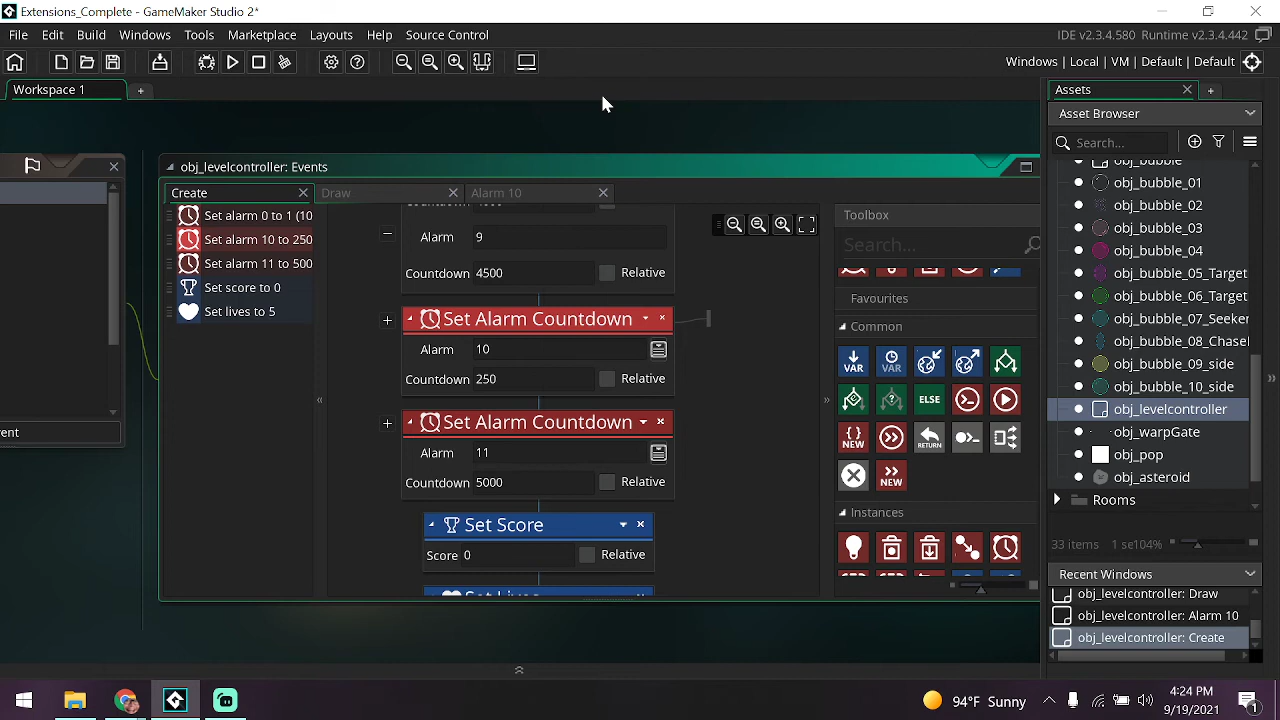 Extensions_Complete - GameMaker Studio 2*
File Edit Build Windows Tools Marketplace Layouts Help Source Control
IDE v2.3.4.580 Runtime v2.3.4.442
Windows | Local | VM | Default | Default
Workspace 1
Assets
Asset Browser
Search...
obj_bubble
obj_bubble_01
obj_bubble_02
obj_bubble_03
obj_bubble_04
obj_bubble_05_Target
obj_bubble_06_Target
obj_bubble_07_Seeker
obj_bubble_08_Chasel
obj_bubble_09_side
obj_bubble_10_side
obj_levelcontroller
obj_warpGate
obj_pop
obj_asteroid
Rooms
33 items 1 se104%
Recent Windows
obj_levelcontroller: Draw
obj_levelcontroller: Alarm 10
obj_levelcontroller: Create
rent
obj_levelcontroller: Events
Create
Draw
Alarm 10
Set alarm 0 to 1 (10
Set alarm 10 to 250
Set alarm 11 to 500
Set score to 0
Set lives to 5
Alarm 9
Countdown 4500 Relative
Set Alarm Countdown
Alarm 10
Countdown 250 Relative
Set Alarm Countdown
Alarm 11
Countdown 5000 Relative
Set Score
Score 0 Relative
Set Lives
Toolbox
Search...
Favourites
Common
VAR VAR
ELSE
NEW RETURN
NEW
Instances
94°F Sunny
4:24 PM
9/19/2021
1